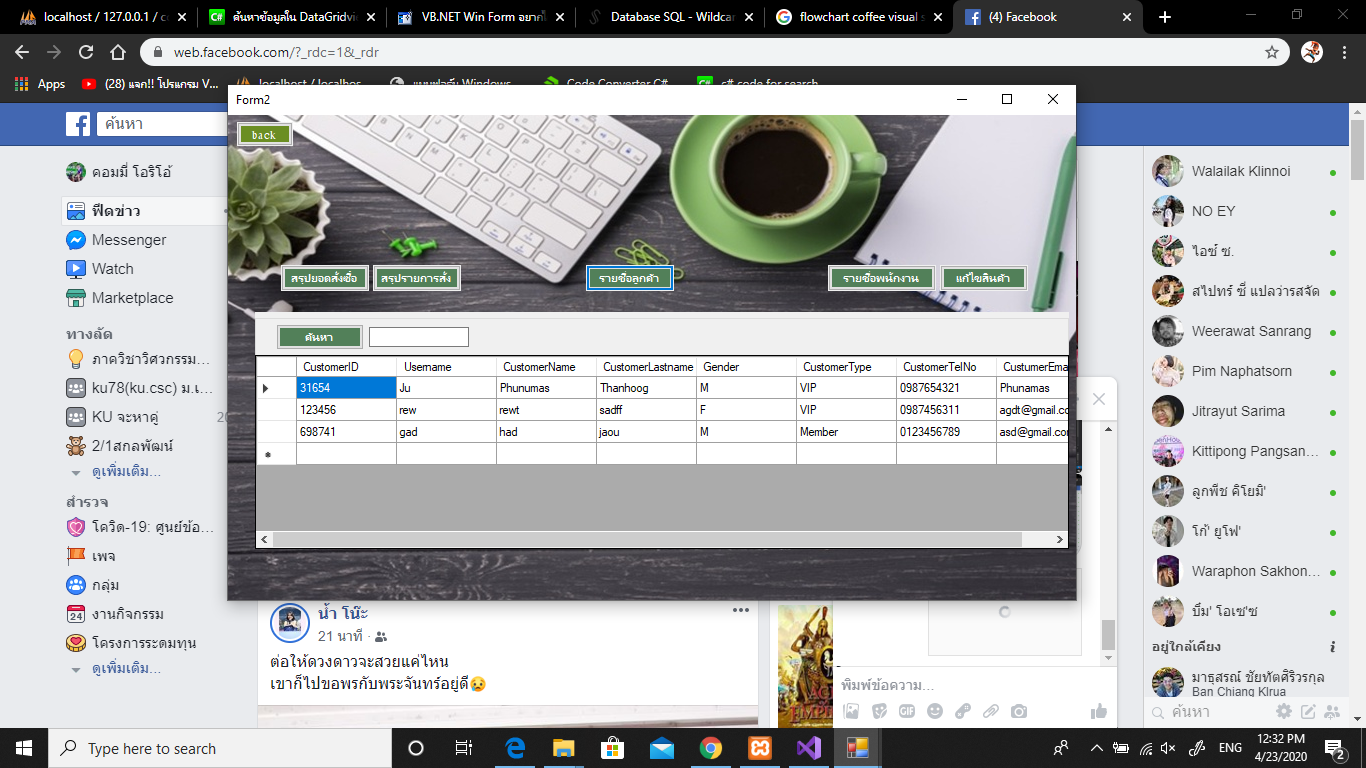 localhost / 127.0.0.1 / c
ค้นหาข้อมูลใน DataGridvi
VB.NET Win Form อยากใ
Database SQL - Wildcar
flowchart coffee visual s
(4) Facebook
web.facebook.com/?_rdc=1&_rdr
Apps
(28) แจก!! โปรแกรม V...
Form2
back
สรุปยอดสั่งซื้อ
สรุปรายการสั่ง
รายชื่อลูกค้า
รายชื่อพนักงาน
แก้ไขสินค้า
ค้นหา
CustomerID Username CustomerName CustomerLastname Gender CustomerType CustomerTelNo CustumerEma
31654 Ju Phunumas Thanhoog M VIP 0987654321 Phunamas
123456 rew rewt sadff F VIP 0987456311 agdt@gmail.co
698741 gad had jaou M Member 0123456789 asd@gmail.co
ค้นหา
คอมมี่ โอริโอ้
ฟีดข่าว
Messenger
Watch
Marketplace
ทางลัด
ภาควิชาวิศวกรรม...
ku78(ku.csc) ม.เ...
KU จะหาคู่
2/1สกลพัฒน์
ดูเพิ่มเติม...
สำรวจ
โควิด-19: ศูนย์ข้อ...
เพจ
กลุ่ม
24
งานกิจกรรม
โครงการระดมทุน
ดูเพิ่มเติม...
น้ำ โน๊ะ
21 นาที
ต่อให้ดวงดาวจะสวยแค่ไหน
เขาก็ไปขอพรกับพระจันทร์อยู่ดี😥
พิมพ์ข้อความ...
GIF
Walailak Klinnoi
NO EY
ไอซ์ ซ.
สไปทร์ ซี่ แปลว่ารสจัด
Weerawat Sanrang
Pim Naphatsorn
Jitrayut Sarima
Kittipong Pangsan...
ลูกพีช ดิโยมิ'
โก้' ยูโฟ'
Waraphon Sakhon...
บิ๊ม' โอเซ'ซ
อยู่ใกล้เคียง
มาธุสรณ์ ชัยทัตศิริวรกุล
Ban Chiang Klrua
ค้นหา
Type here to search
ENG
12:32 PM
4/23/2020
2